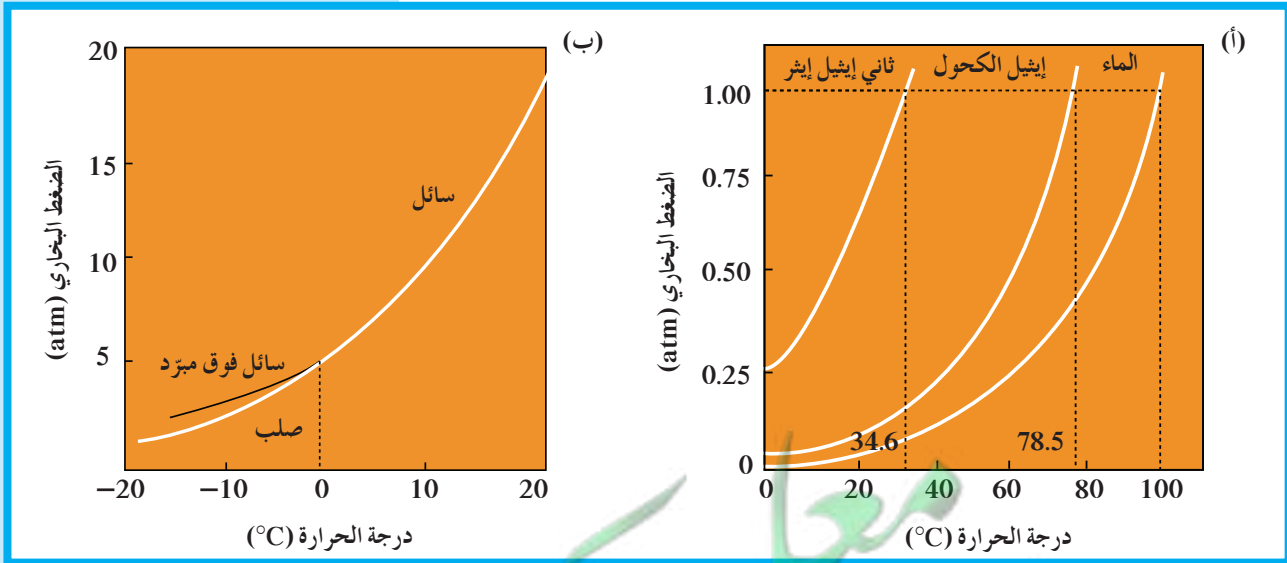 (أ)
الماء
إيثيل الكحول
ثاني إيثيل إيثر
1.00
0.75
0.50
0.25
0
الضغط البخاري (atm)
34.6
78.5
0 20 40 60 80 100
درجة الحرارة (°C)
(ب)
20
15
10
5
الضغط البخاري (atm)
سائل
سائل فوق مبرّد
صلب
−20 −10 0 10 20
درجة الحرارة (°C)
معا